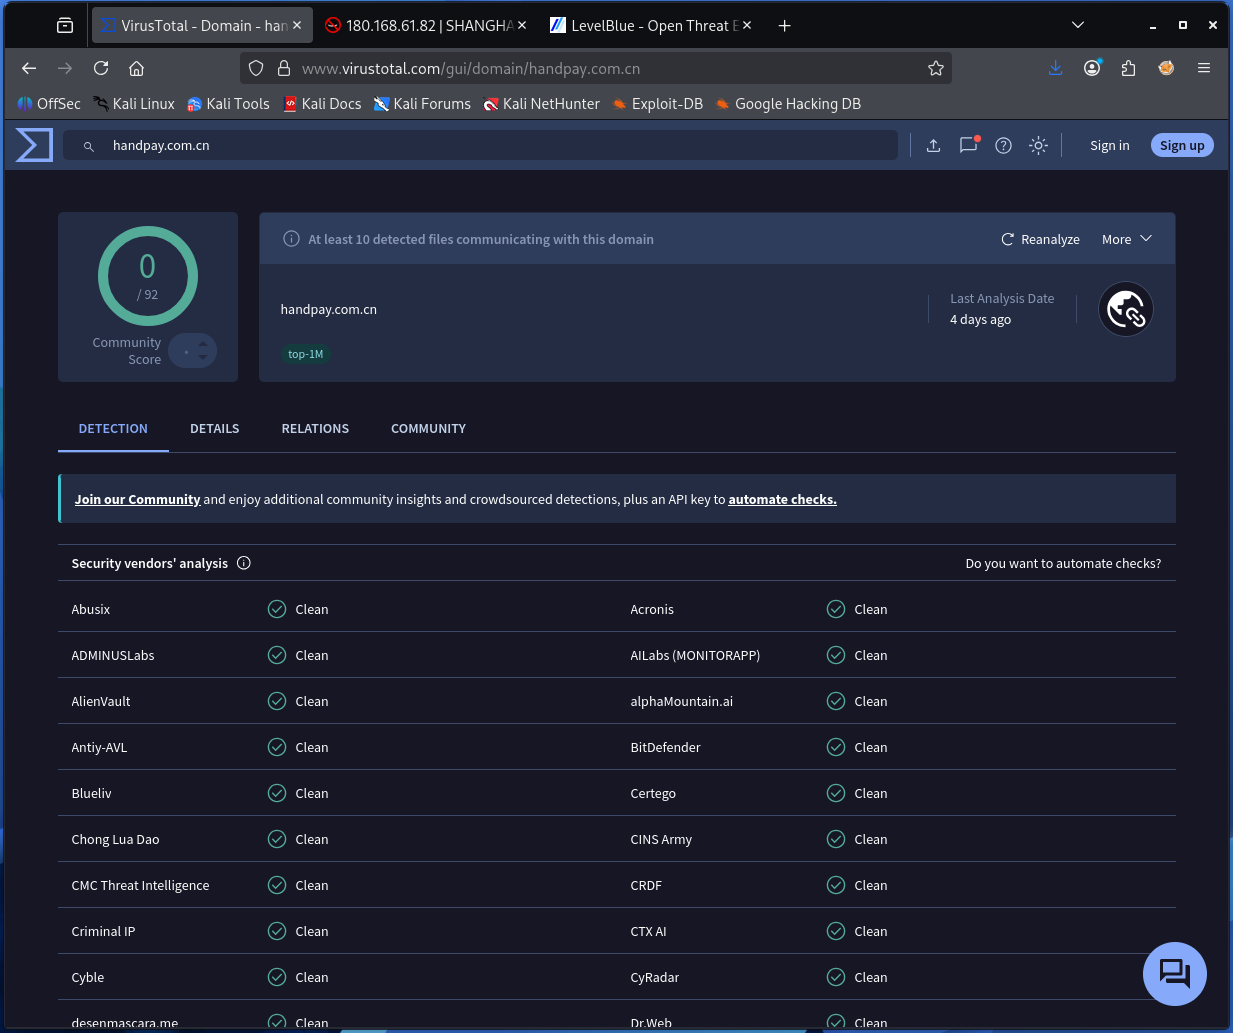 VirusTotal - Domain - han
180.168.61.82 | SHANGHA
LevelBlue - Open Threat E
www.virustotal.com/gui/domain/handpay.com.cn
OffSec Kali Linux Kali Tools Kali Docs Kali Forums Kali NetHunter Exploit-DB Google Hacking DB
handpay.com.cn
Sign in Sign up
0
/ 92
Community
Score
At least 10 detected files communicating with this domain
Reanalyze More
handpay.com.cn
top-1M
Last Analysis Date
4 days ago
DETECTION DETAILS RELATIONS COMMUNITY
Join our Community and enjoy additional community insights and crowdsourced detections, plus an API key to automate checks.
Security vendors' analysis Do you want to automate checks?
Abusix Clean Acronis Clean
ADMINUSLabs Clean AILabs (MONITORAPP) Clean
AlienVault Clean alphaMountain.ai Clean
Antiy-AVL Clean BitDefender Clean
Blueliv Clean Certego Clean
Chong Lua Dao Clean CINS Army Clean
CMC Threat Intelligence Clean CRDF Clean
Criminal IP Clean CTX AI Clean
Cyble Clean CyRadar Clean
desenmascara.me Clean Dr.Web Clean